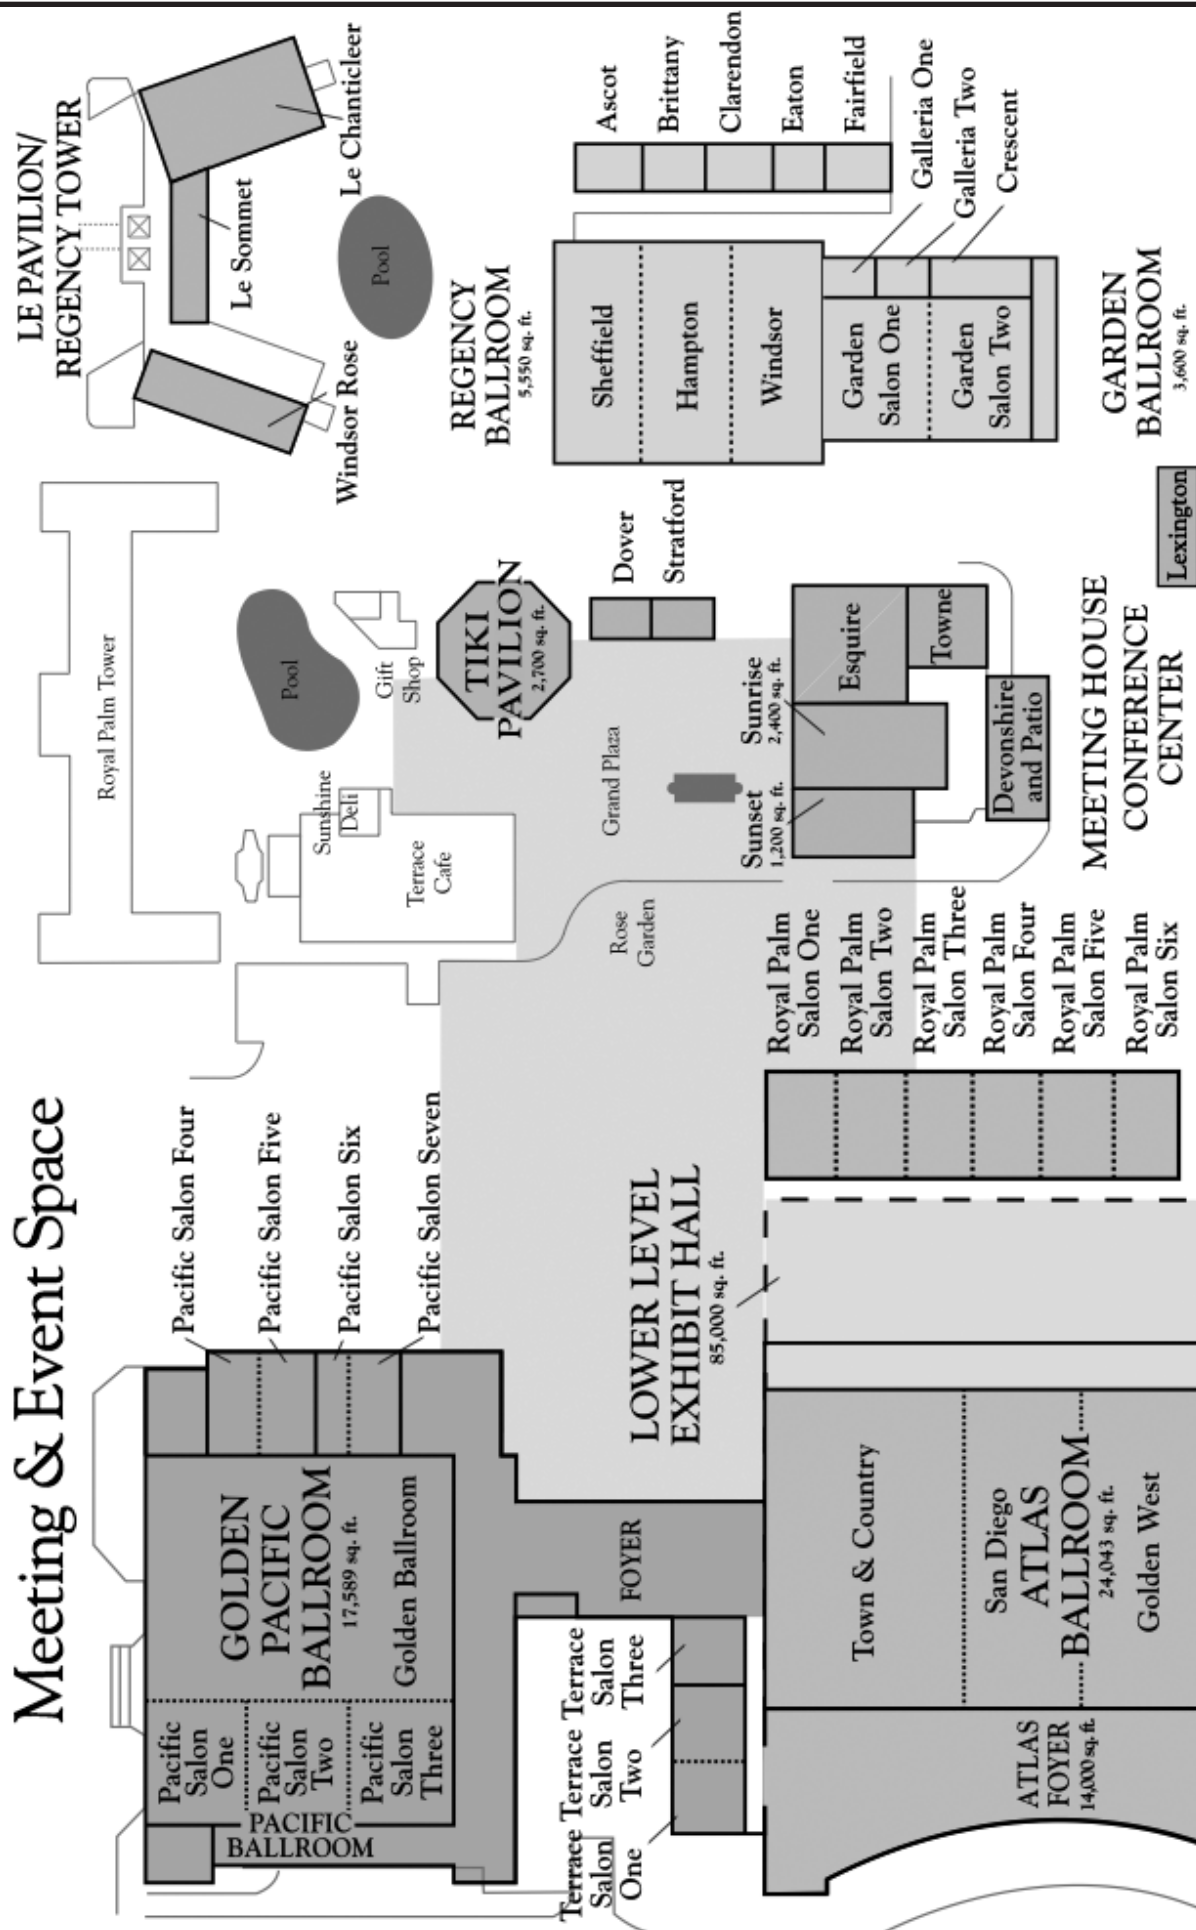 Meeting & Event Space
LE PAVILION/
REGENCY TOWER
Le Chanticleer
Le Sommet
Windsor Rose
Pool
Royal Palm Tower
Pool
Gift
Shop
Sunshine
Deli
Terrace
Cafe
TIKI
PAVILION
2,700 sq. ft.
REGENCY
BALLROOM
5,550 sq. ft.
Sheffield
Hampton
Windsor
Ascot
Brittany
Clarendon
Eaton
Fairfield
Galleria One
Galleria Two
Crescent
Garden
Salon One
Garden
Salon Two
GARDEN
BALLROOM
3,600 sq. ft.
Dover
Stratford
Grand Plaza
Rose
Garden
Sunrise
2,400 sq. ft.
Sunset
1,200 sq. ft.
Esquire
Towne
Devonshire
and Patio
MEETING HOUSE
CONFERENCE
CENTER
Lexington
Pacific Salon Four
Pacific Salon Five
Pacific Salon Six
Pacific Salon Seven
GOLDEN
PACIFIC
BALLROOM
17,589 sq. ft.
Golden Ballroom
Pacific
Salon
One
Pacific
Salon
Two
Pacific
Salon
Three
PACIFIC
BALLROOM
FOYER
Terrace
Salon
One
Terrace
Salon
Two
Terrace
Salon
Three
LOWER LEVEL
EXHIBIT HALL
85,000 sq. ft.
Royal Palm
Salon One
Royal Palm
Salon Two
Royal Palm
Salon Three
Royal Palm
Salon Four
Royal Palm
Salon Five
Royal Palm
Salon Six
Town & Country
San Diego
ATLAS
BALLROOM
24,043 sq. ft.
Golden West
ATLAS
FOYER
14,000 sq. ft.